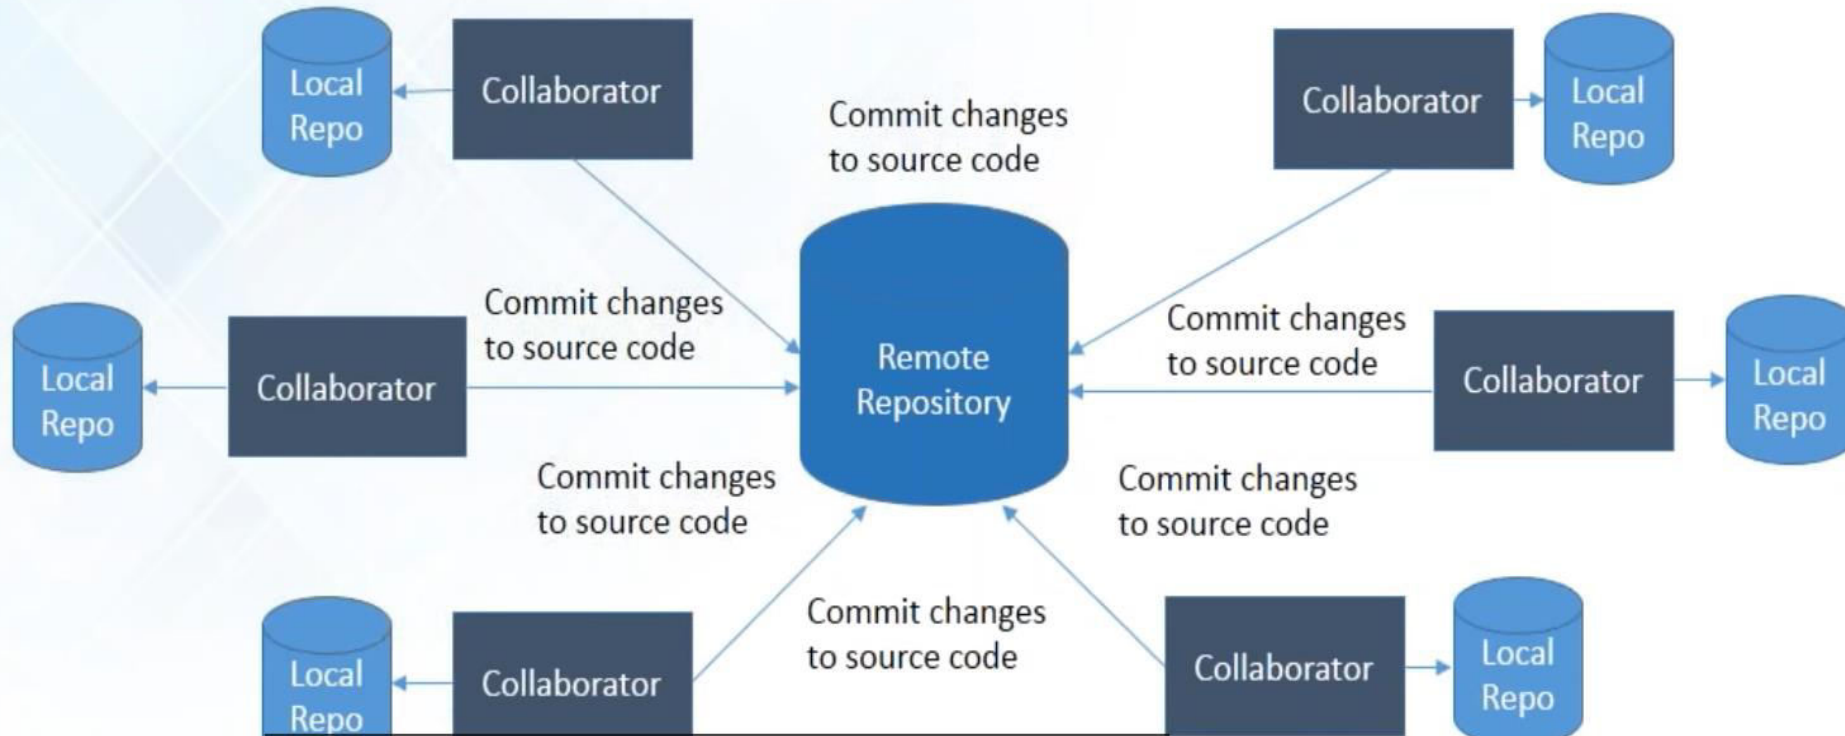 Local
Repo
Collaborator
Commit changes
to source code
Collaborator
Local
Repo
Local
Repo
Collaborator
Commit changes
to source code
Remote
Repository
Commit changes
to source code
Collaborator
Local
Repo
Commit changes
to source code
Commit changes
to source code
Local
Repo
Collaborator
Commit changes
to source code
Collaborator
Local
Repo